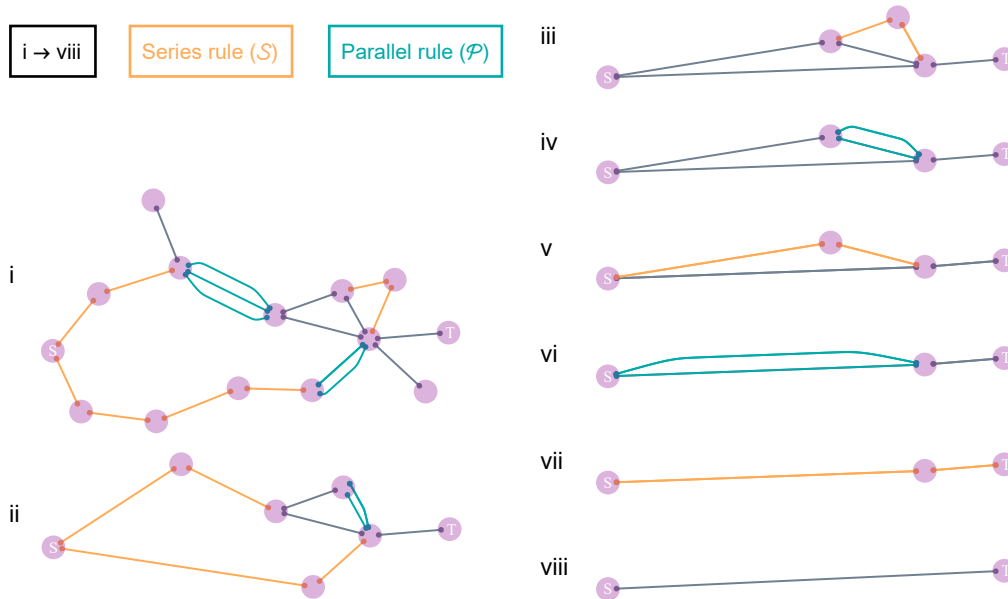 i → viii
Series rule (S)
Parallel rule (P)
i
S
T
ii
S
T
iii
S
T
iv
S
T
v
S
T
vi
S
T
vii
S
T
viii